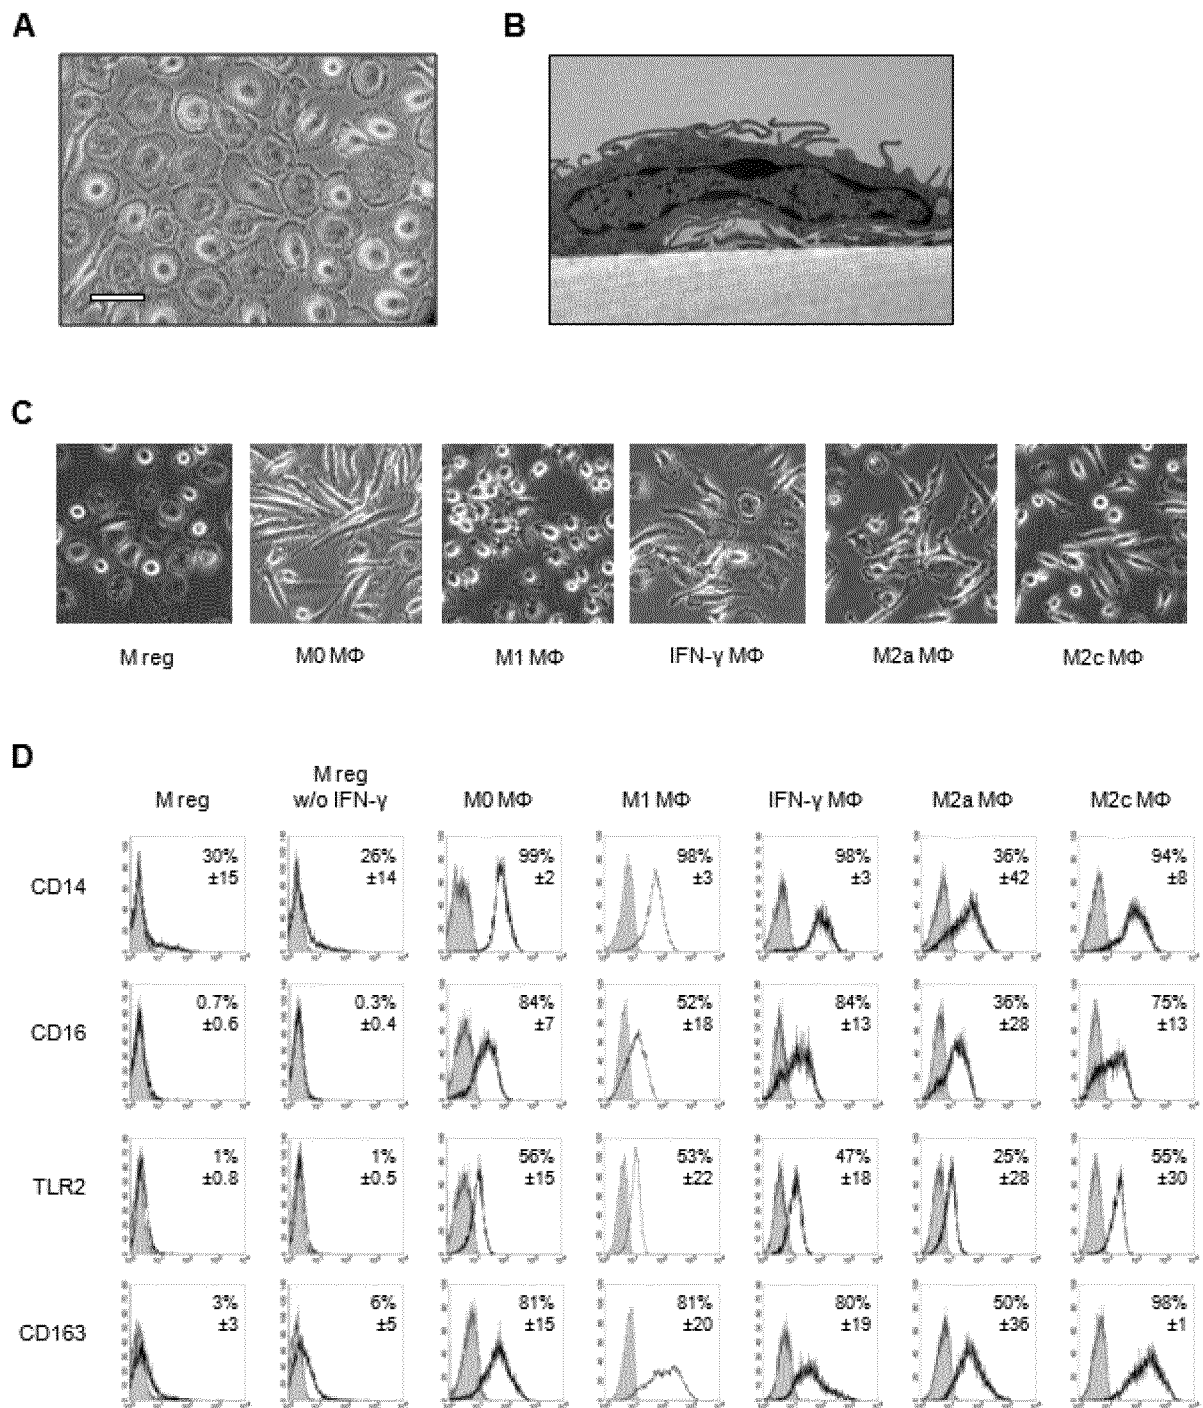 A
B
C
M reg
M0 MΦ
M1 MΦ
IFN-γ MΦ
M2a MΦ
M2c MΦ
D
M reg
M reg
w/o IFN-γ
M0 MΦ
M1 MΦ
IFN-γ MΦ
M2a MΦ
M2c MΦ
CD14
30%
±15
26%
±14
99%
±2
98%
±3
98%
±3
36%
±42
94%
±8
CD16
0.7%
±0.6
0.3%
±0.4
84%
±7
52%
±18
84%
±13
36%
±28
75%
±13
TLR2
1%
±0.8
1%
±0.5
56%
±15
53%
±22
47%
±18
25%
±28
55%
±30
CD163
3%
±3
6%
±5
81%
±15
81%
±20
80%
±19
50%
±36
98%
±1